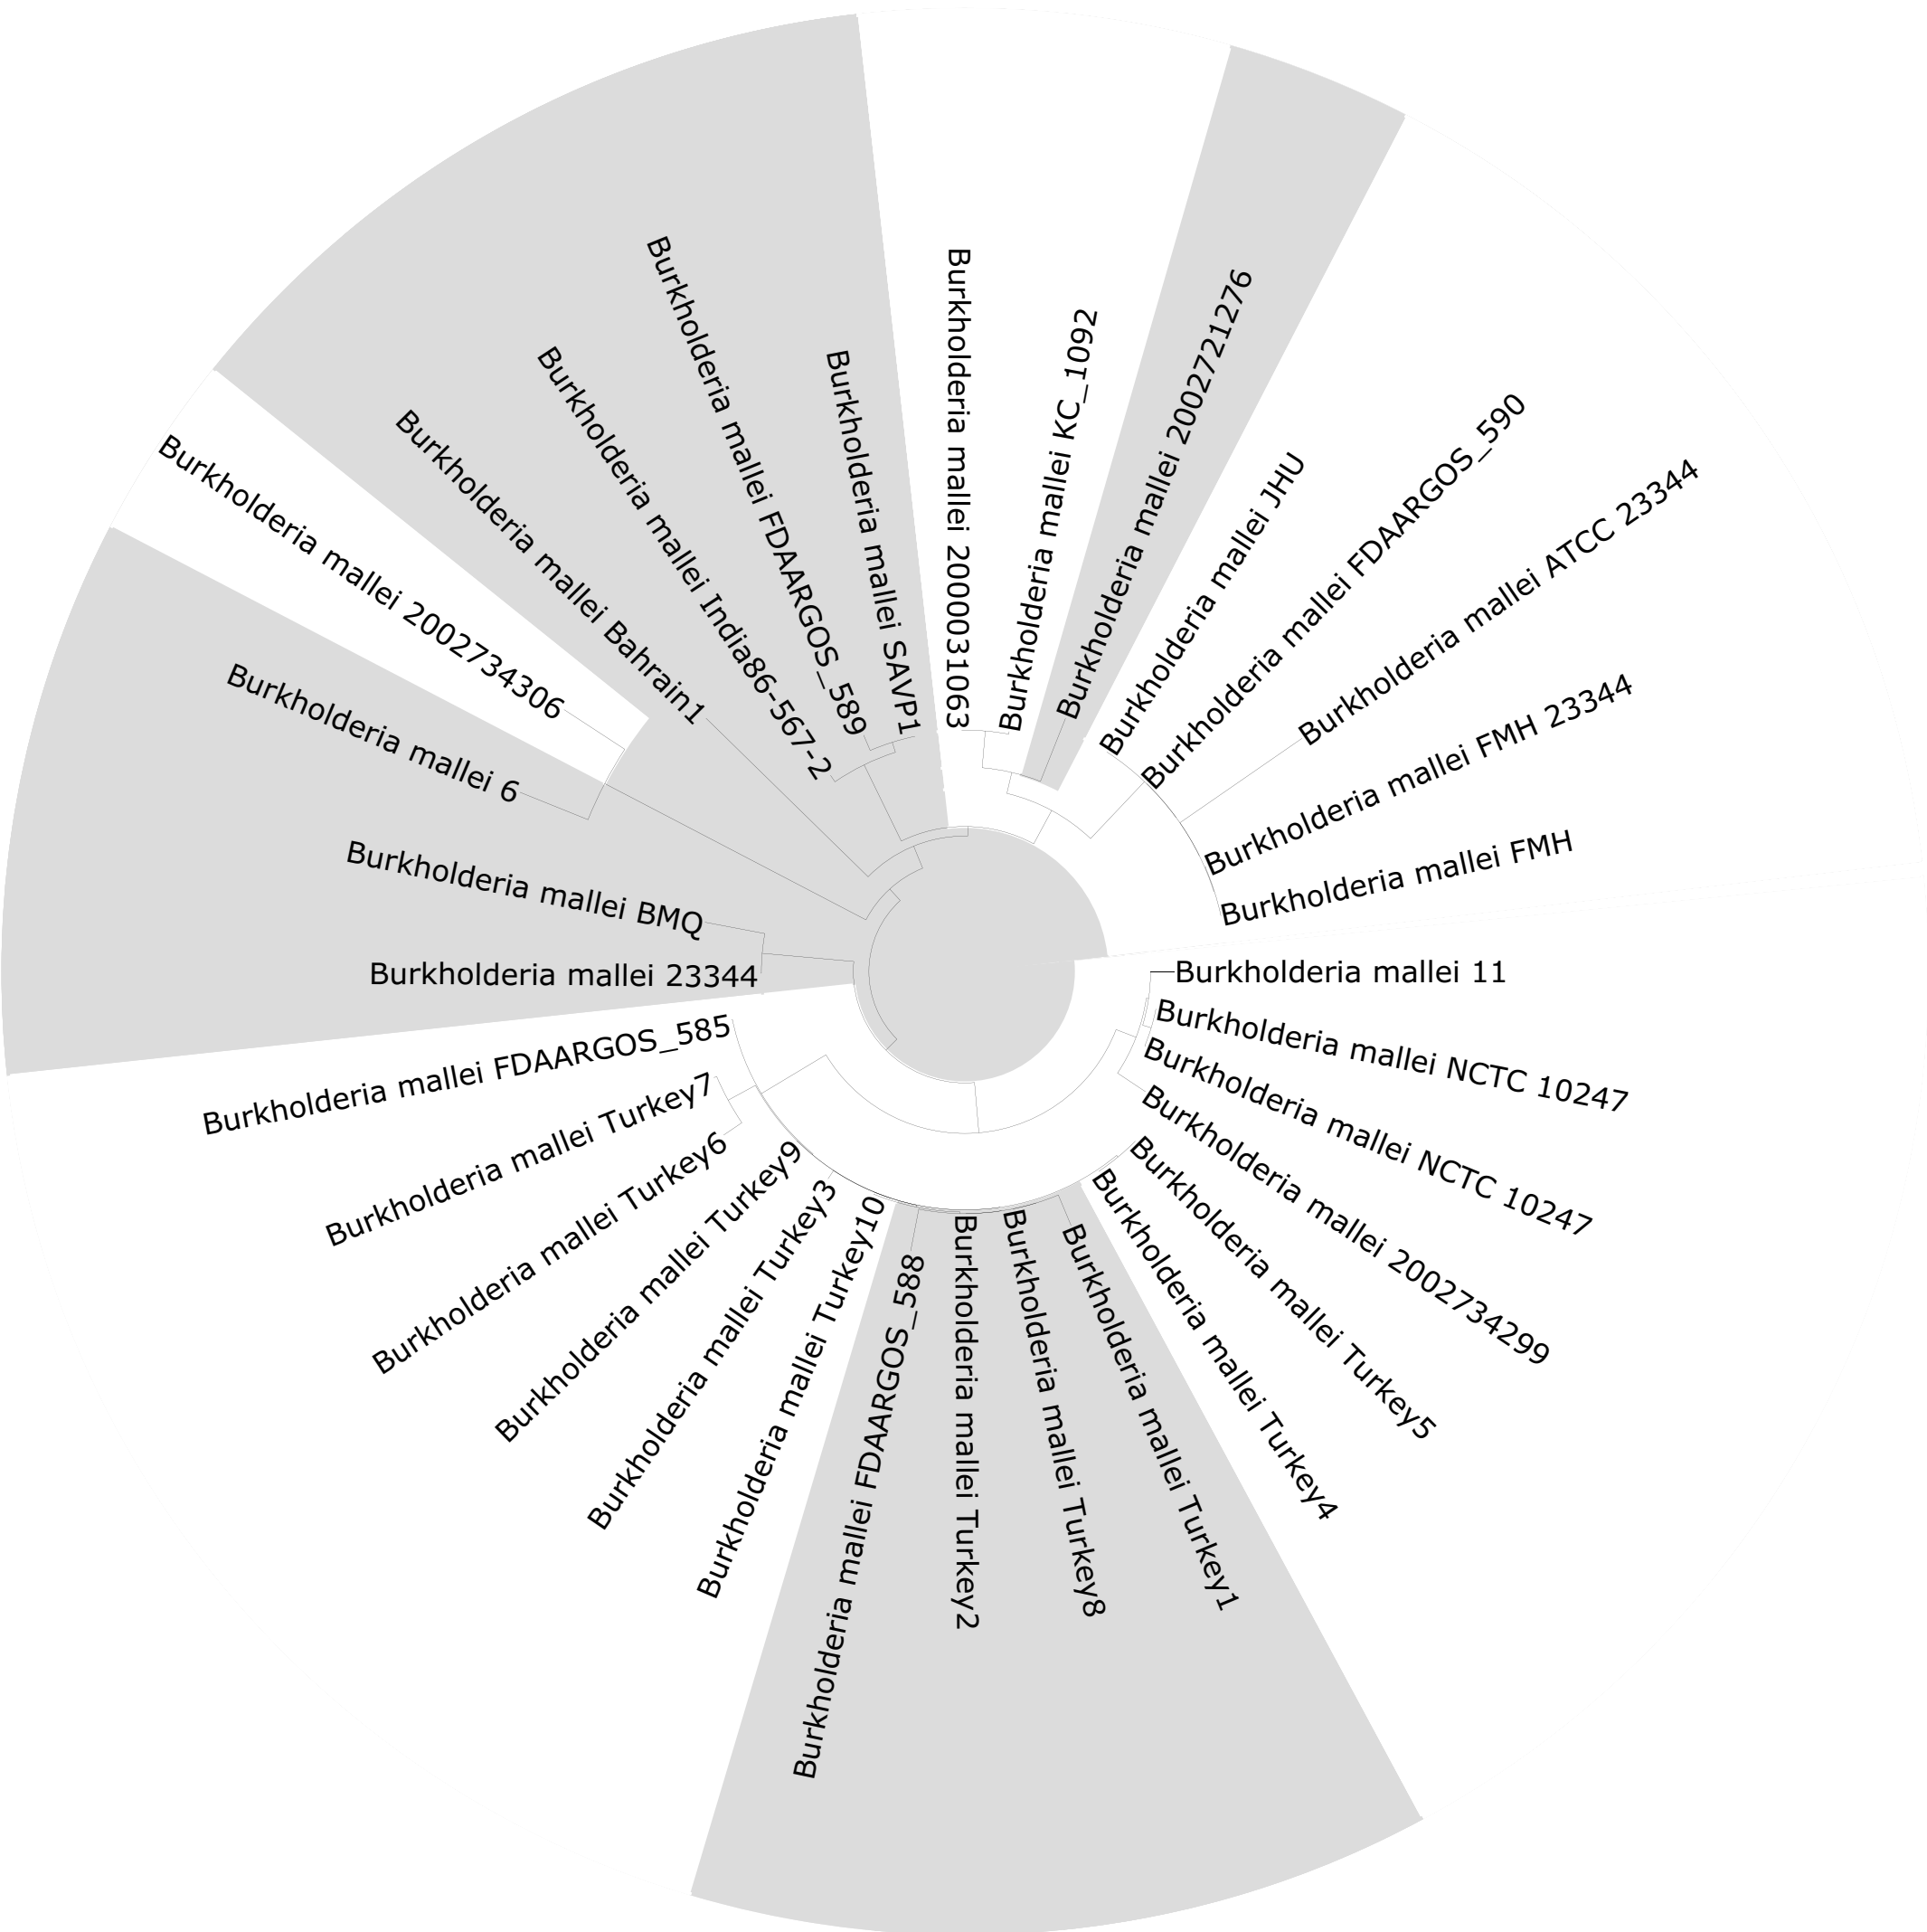 Burkholderia mallei 2000031063
Burkholderia mallei KC_1092
Burkholderia mallei 2002721276
Burkholderia mallei JHU
Burkholderia mallei FDAARGOS_590
Burkholderia mallei ATCC 23344
Burkholderia mallei FMH 23344
Burkholderia mallei FMH
Burkholderia mallei 11
Burkholderia mallei NCTC 10247
Burkholderia mallei NCTC 10247
Burkholderia mallei 2002734299
Burkholderia mallei Turkey5
Burkholderia mallei Turkey4
Burkholderia mallei Turkey1
Burkholderia mallei Turkey8
Burkholderia mallei Turkey2
Burkholderia mallei FDAARGOS_588
Burkholderia mallei Turkey10
Burkholderia mallei Turkey3
Burkholderia mallei Turkey9
Burkholderia mallei Turkey6
Burkholderia mallei Turkey7
Burkholderia mallei FDAARGOS_585
Burkholderia mallei 23344
Burkholderia mallei BMQ
Burkholderia mallei 6
Burkholderia mallei 2002734306
Burkholderia mallei Bahrain1
Burkholderia mallei India86-567-2
Burkholderia mallei FDAARGOS_589
Burkholderia mallei SAVP1